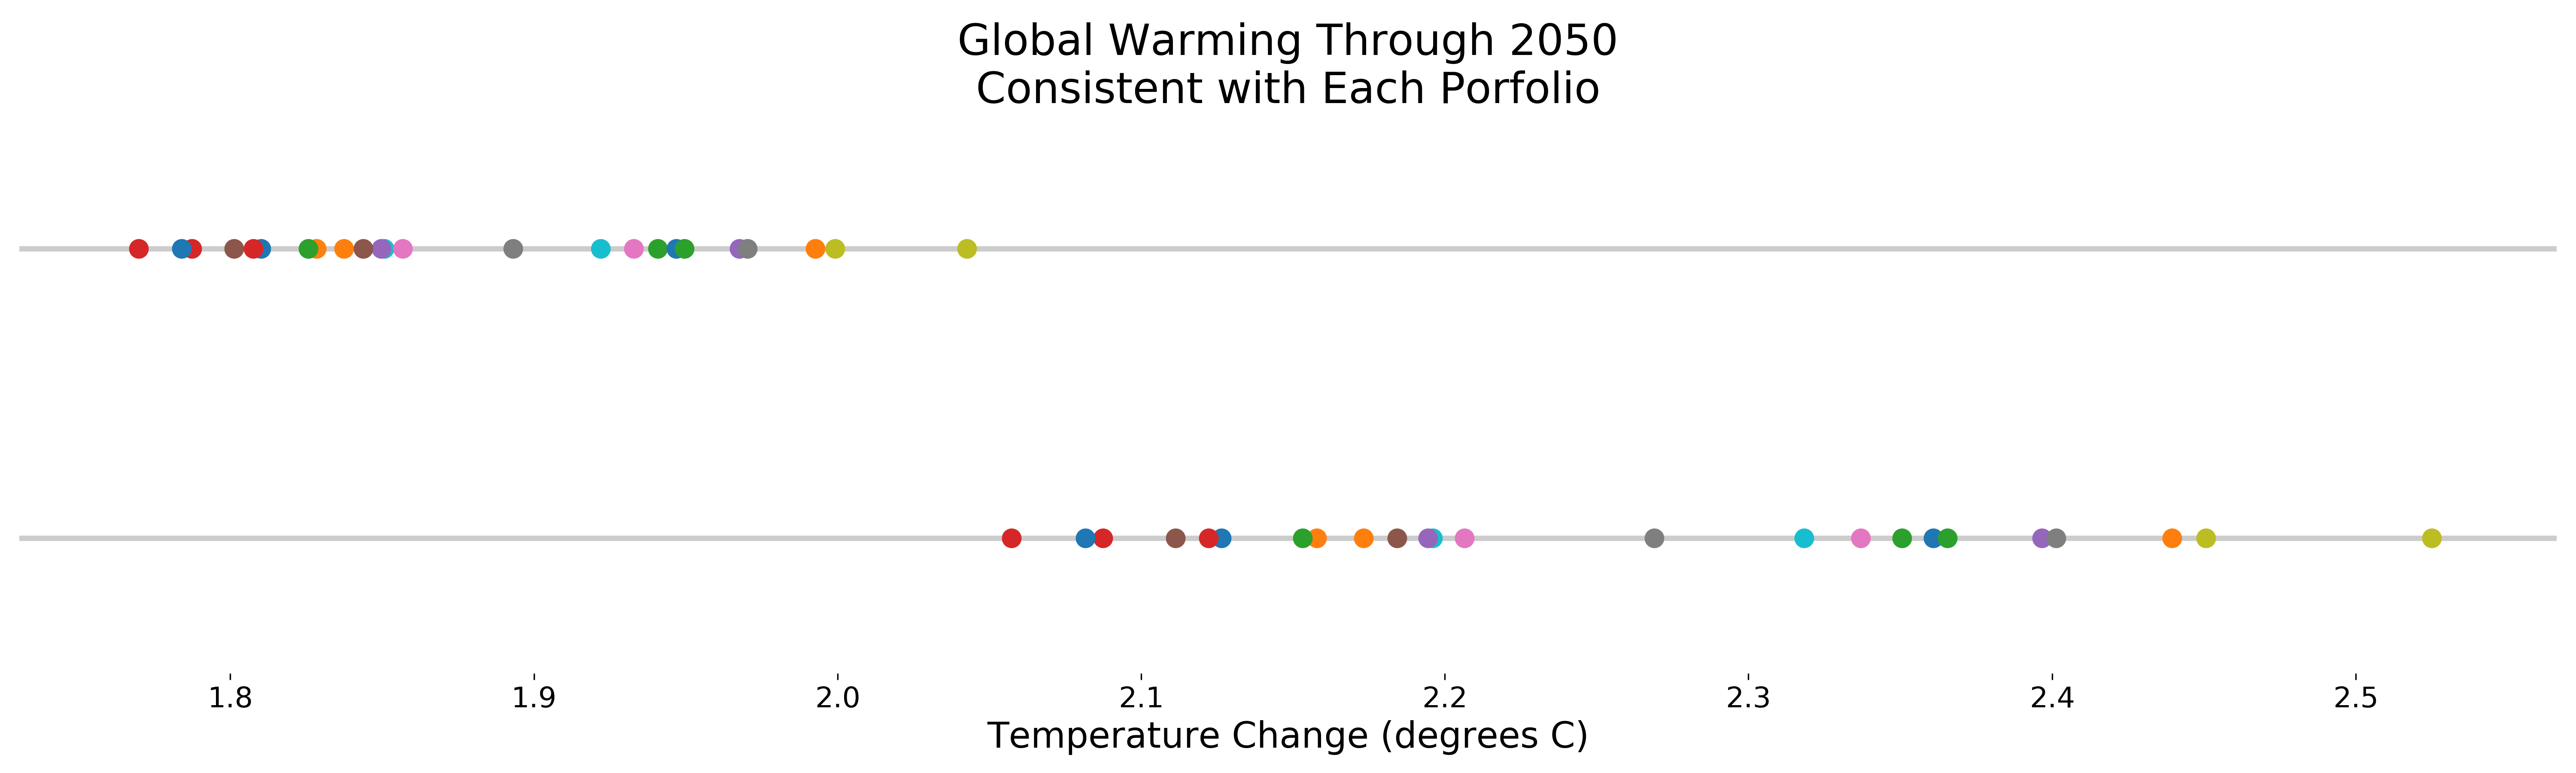 Global Warming Through 2050
Consistent with Each Porfolio
1.8 1.9 2.0 2.1 2.2 2.3 2.4 2.5
Temperature Change (degrees C)